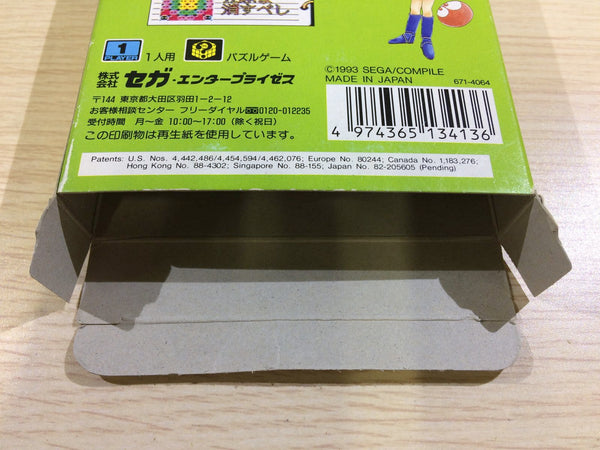 消すべし
1
PLAYER
1人用
パズルゲーム
株式会社 セガ・エンタープライゼス
〒144 東京都大田区羽田1-2-12
お客様相談センター フリーダイヤル 0120-012235
受付時間 月～金 10:00～17:00 (除く祝日)
この印刷物は再生紙を使用しています。
©1993 SEGA/COMPILE
MADE IN JAPAN
671-4064
4 974365 134136
Patents: U.S. Nos. 4,442,486/4,454,594/4,462,076; Europe No. 80244; Canada No. 1,183,276;
Hong Kong No. 88-4302; Singapore No. 88-155; Japan No. 82-205605 (Pending)